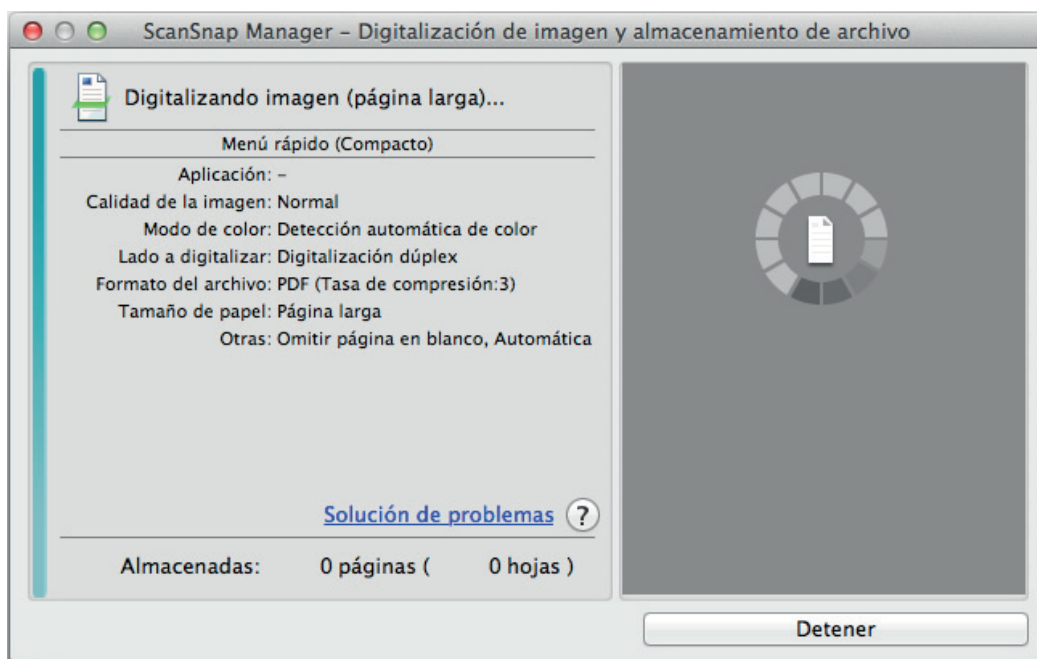 ScanSnap Manager – Digitalización de imagen y almacenamiento de archivo
Digitalizando imagen (página larga)...
Menú rápido (Compacto)
Aplicación: –
Calidad de la imagen: Normal
Modo de color: Detección automática de color
Lado a digitalizar: Digitalización dúplex
Formato del archivo: PDF (Tasa de compresión:3)
Tamaño de papel: Página larga
Otras: Omitir página en blanco, Automática
Solución de problemas ?
Almacenadas: 0 páginas ( 0 hojas )
Detener